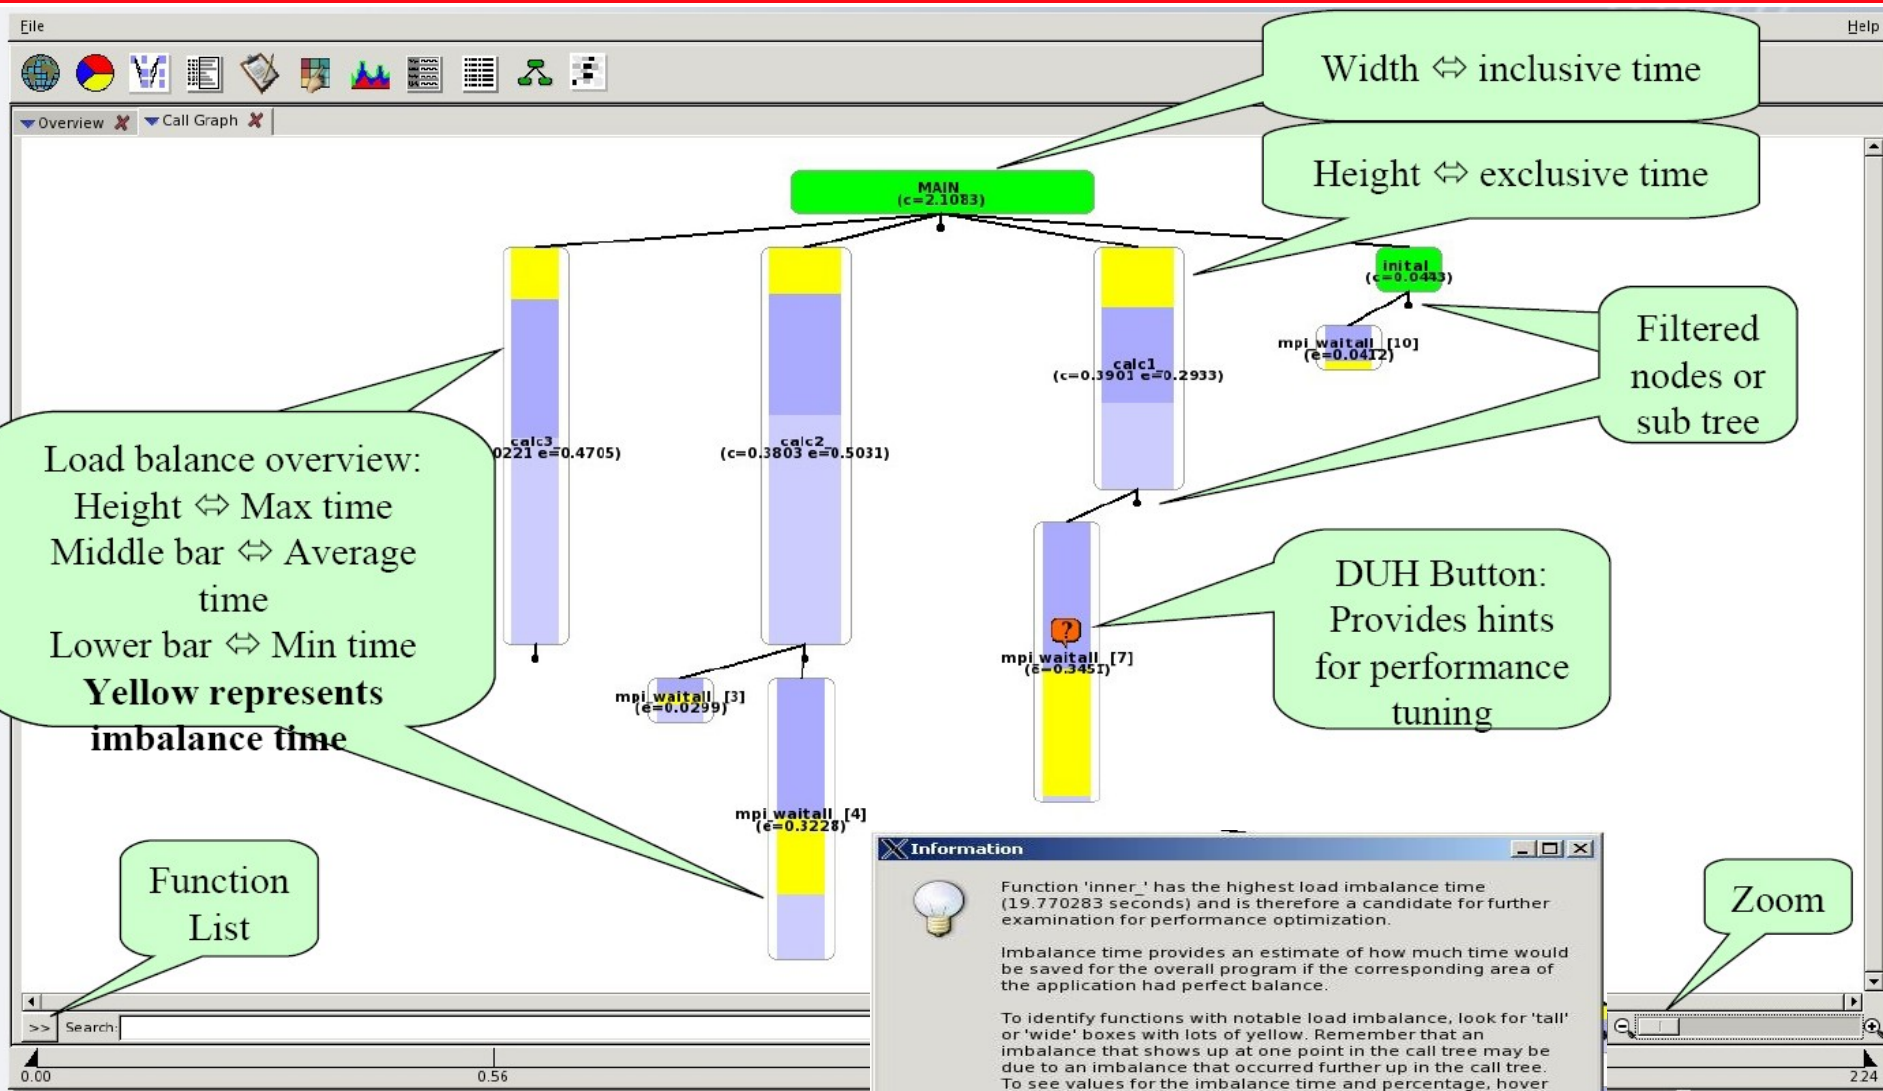 File
Help
Overview
Call Graph
Width ⇔ inclusive time
Height ⇔ exclusive time
MAIN_
(c=2.1083)
inital_
(c=0.0443)
mpi_waitall_[10]
(e=0.0412)
calc1_
(c=0.3901 e=0.2933)
Filtered
nodes or
sub tree
calc3_
0221 e=0.4705)
calc2_
(c=0.3803 e=0.5031)
Load balance overview:
Height ⇔ Max time
Middle bar ⇔ Average
time
Lower bar ⇔ Min time
Yellow represents
imbalance time
DUH Button:
Provides hints
for performance
tuning
?
mpi_waitall_[7]
(e=0.3451)
mpi_waitall_[3]
(e=0.0299)
mpi_waitall_[4]
(e=0.3228)
Function
List
Zoom
Information
Function 'inner_' has the highest load imbalance time
(19.770283 seconds) and is therefore a candidate for further
examination for performance optimization.
Imbalance time provides an estimate of how much time would
be saved for the overall program if the corresponding area of
the application had perfect balance.
To identify functions with notable load imbalance, look for 'tall'
or 'wide' boxes with lots of yellow. Remember that an
imbalance that shows up at one point in the call tree may be
due to an imbalance that occurred further up in the call tree.
To see values for the imbalance time and percentage, hover
>>
Search:
0.00
0.56
2.24